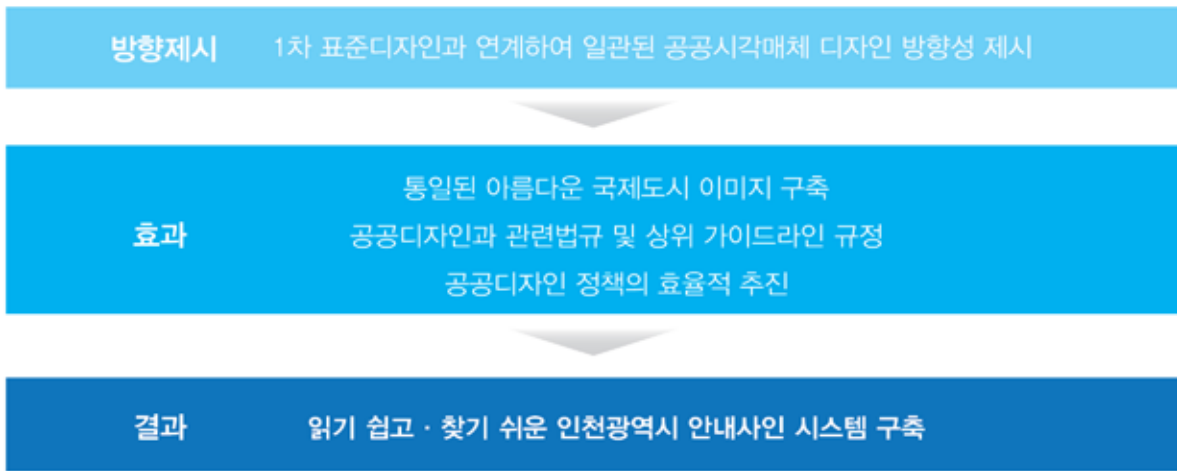 방향제시 1차 표준디자인과 연계하여 일관된 공공시각매체 디자인 방향성 제시
통일된 아름다운 국제도시 이미지 구축
효과 공공디자인과 관련법규 및 상위 가이드라인 규정
공공디자인 정책의 효율적 추진
결과 읽기 쉽고 · 찾기 쉬운 인천광역시 안내사인 시스템 구축